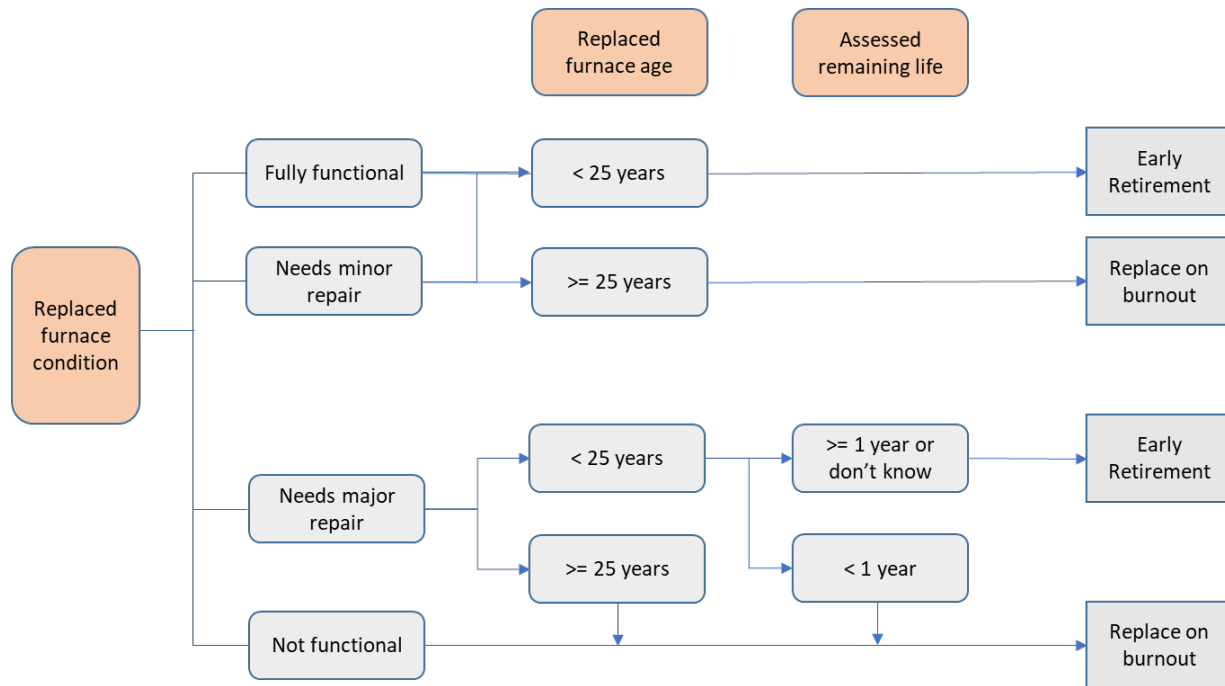 Replaced
furnace age
Assessed
remaining life
Fully functional
< 25 years
Early
Retirement
Replaced
furnace
condition
Needs minor
repair
>= 25 years
Replace on
burnout
Needs major
repair
< 25 years
>= 1 year or
don’t know
Early
Retirement
>= 25 years
< 1 year
Not functional
Replace on
burnout